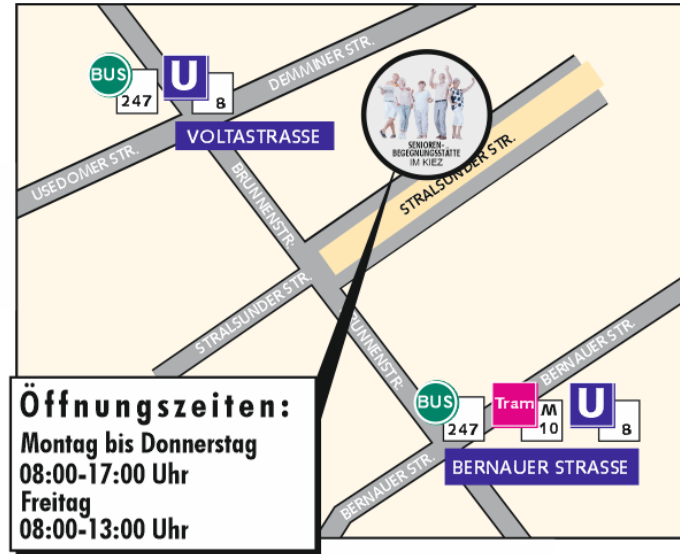 BUS
247
U
8
VOLTASTRASSE
DEMMINER STR.
USEDOMER STR.
BRUNNENSTR.
SENIOREN-
BEGEGNUNGSSTÄTTE
IM KIEZ
STRALSUNDER STR.
STRALSUNDER STR.
BRUNNENSTR.
BERNAUER STR.
BUS
247
Tram
M
10
U
8
BERNAUER STRASSE
BERNAUER STR.
Öffnungszeiten:
Montag bis Donnerstag
08:00-17:00 Uhr
Freitag
08:00-13:00 Uhr